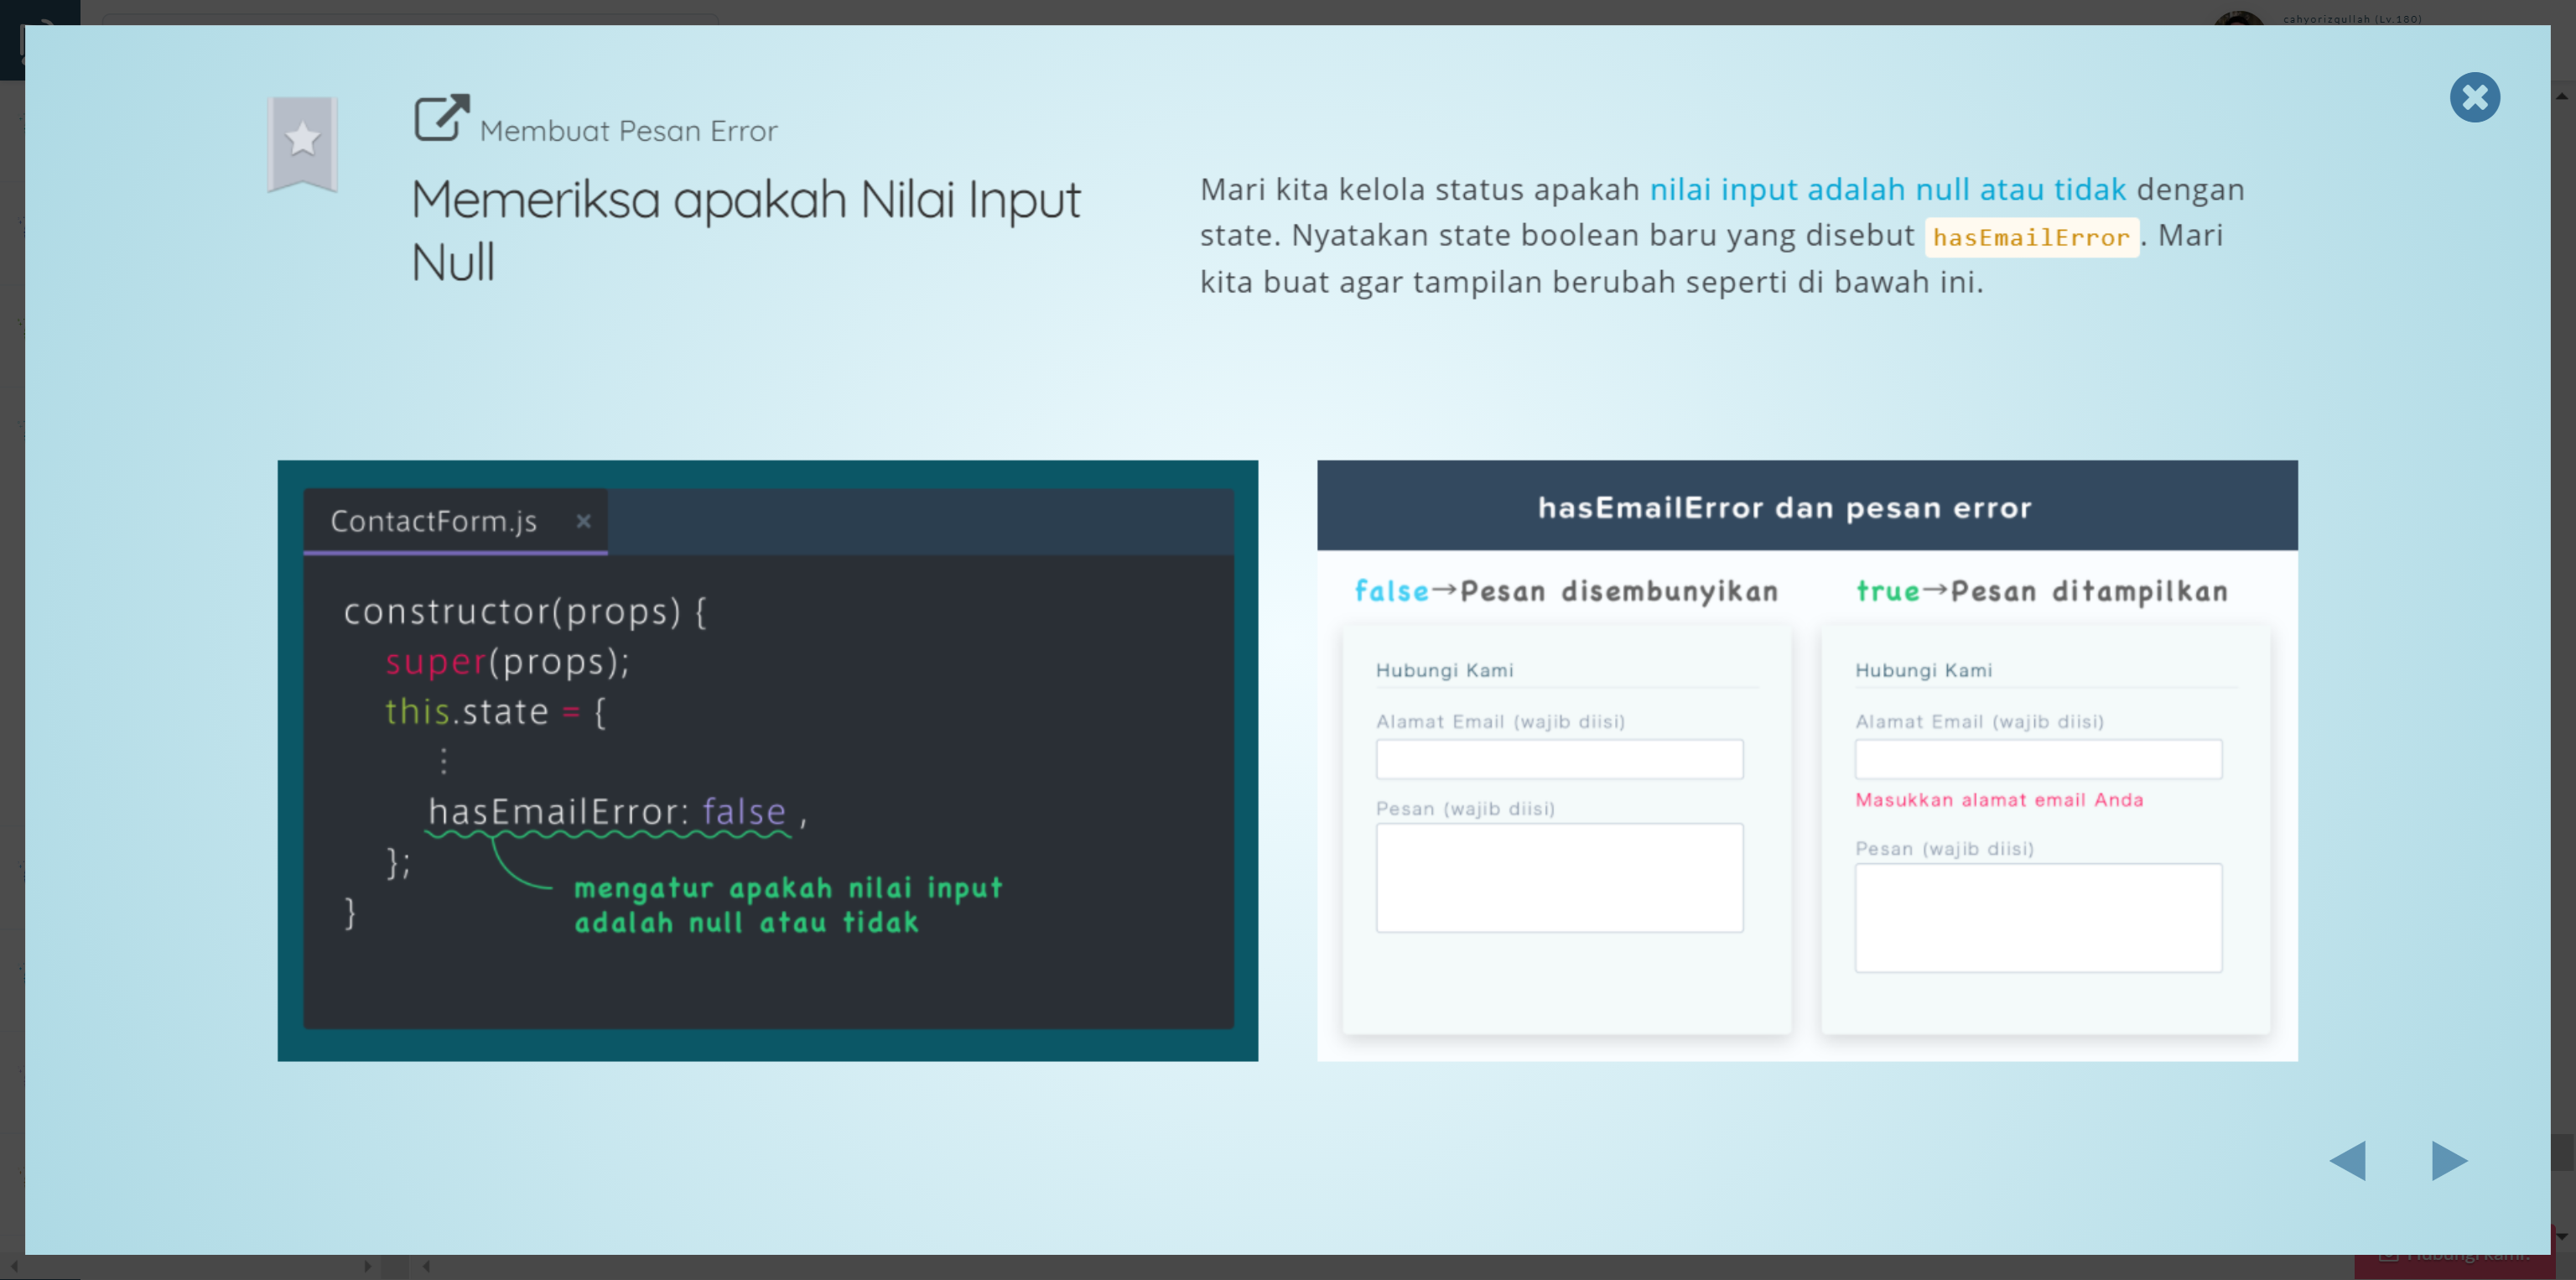 cahyorizqullah (Lv.180)
Membuat Pesan Error
Memeriksa apakah Nilai Input
Null
Mari kita kelola status apakah nilai input adalah null atau tidak dengan
state. Nyatakan state boolean baru yang disebut hasEmailError. Mari
kita buat agar tampilan berubah seperti di bawah ini.
ContactForm.js ×
constructor(props) {
super(props);
this.state = {
⋮
hasEmailError: false ,
};
}
mengatur apakah nilai input
adalah null atau tidak
hasEmailError dan pesan error
false→Pesan disembunyikan
Hubungi Kami
Alamat Email (wajib diisi)
Pesan (wajib diisi)
true→Pesan ditampilkan
Hubungi Kami
Alamat Email (wajib diisi)
Masukkan alamat email Anda
Pesan (wajib diisi)